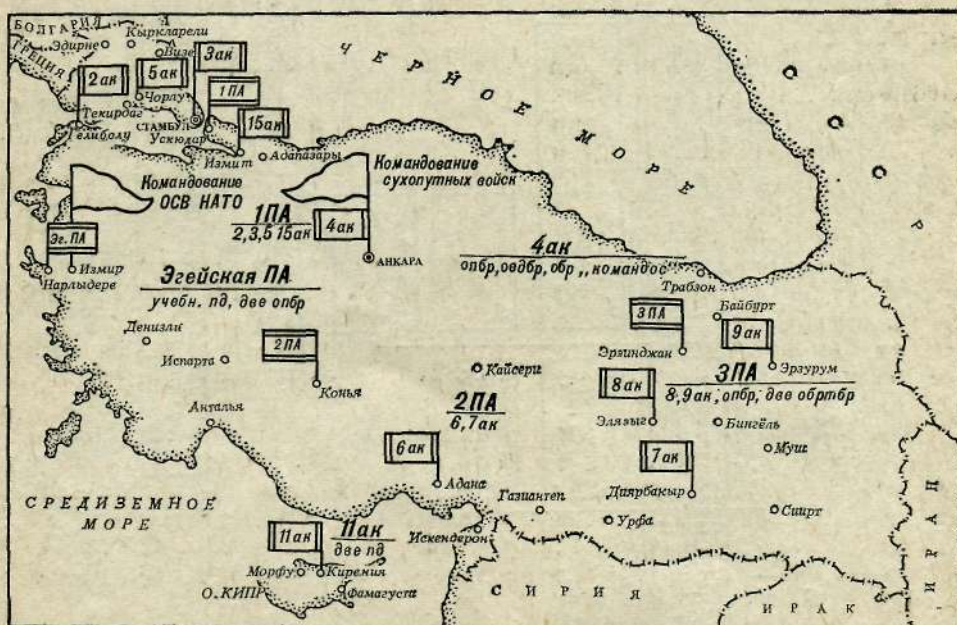 БОЛГАРИЯ
Кыркларели
Эдирне
Визе
ГРЕЦИЯ
3ак
2ак
5ак
1ПА
Чорлу
15ак
Текирдаг
СТАМБУЛ
Гелиболу
Ускюдар
Измит
Адапазары
ЧЕРНОЕ МОРЕ
С С С Р
Командование
ОСВ НАТО
Командование
сухопутных войск
1ПА
2,3,5 15ак
4ак
АНКАРА
Эг. ПА
Измир
Нарлыдере
Эгейская ПА
учебн. пд, две опбр
4ак
опбр, овдбр, обр ,,командос"
Трабзон
Байбурт
3ПА
9ак
Эрзинджан
Эрзурум
Денизли
Испарта
2ПА
Конья
Кайсери
8ак
3ПА
8,9ак, опбр, две обртбр
Элязыг
Бингёль
Анталья
2ПА
6,7ак
Муш
6ак
7ак
Адана
Диярбакыр
СРЕДИЗЕМНОЕ
МОРЕ
Газиантеп
Урфа
Сиирт
Искендерон
11ак
11ак
две пд
Морфу
Кирения
О.КИПР
Фамагуста
СИРИЯ
ИРАК
ИРАН